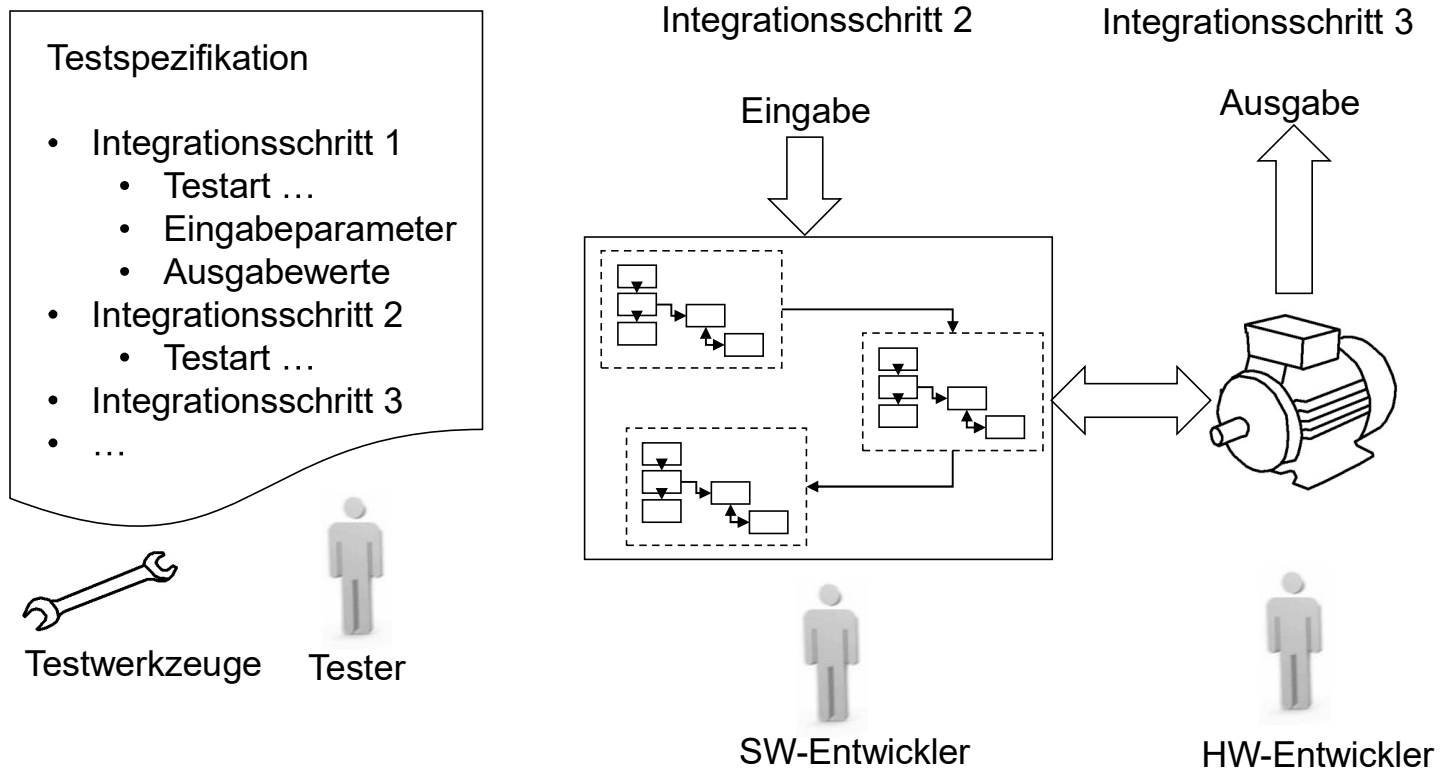 Testspezifikation
• Integrationsschritt 1
• Testart …
• Eingabeparameter
• Ausgabewerte
• Integrationsschritt 2
• Testart …
• Integrationsschritt 3
• …
Testwerkzeuge
Tester
Integrationsschritt 2
Eingabe
SW-Entwickler
Integrationsschritt 3
Ausgabe
HW-Entwickler